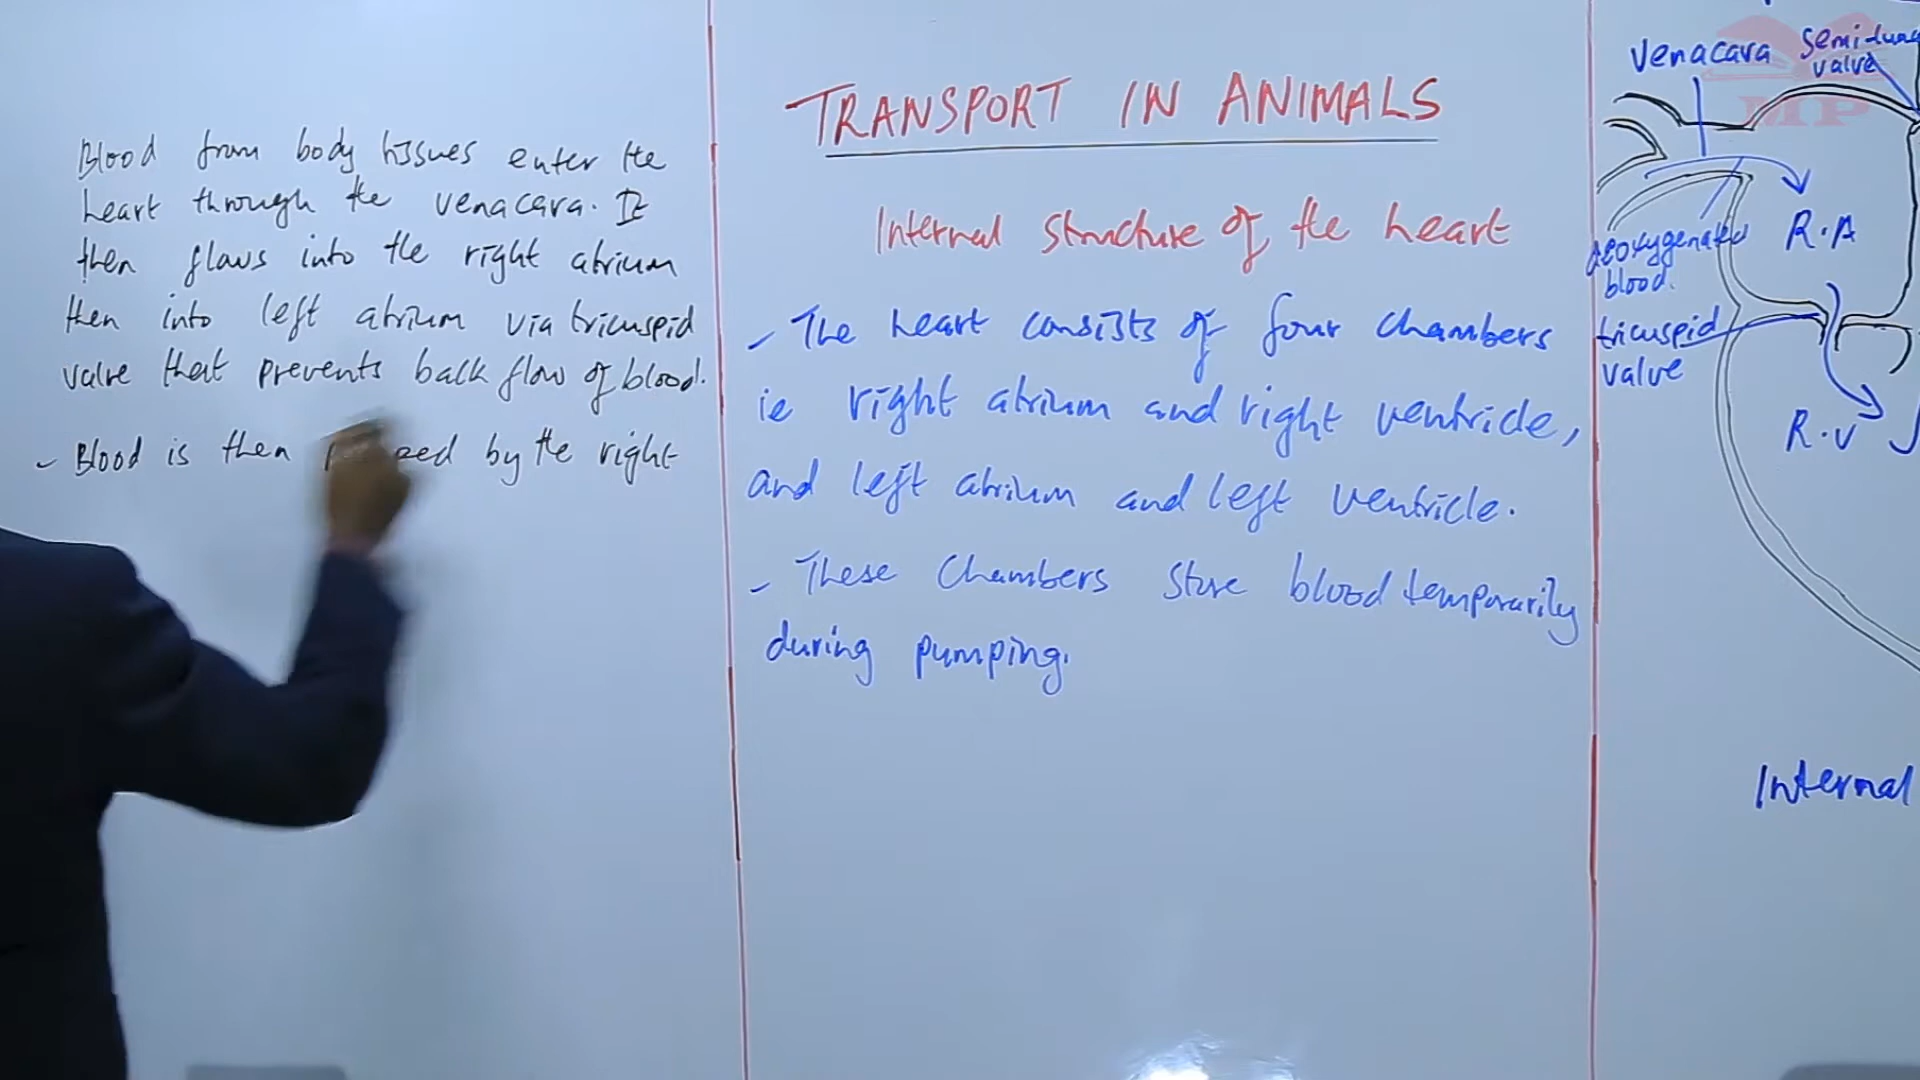 Blood from body tissues enter the
heart through the venacava. It
then flows into the right atrium
then into left atrium via tricuspid
valve that prevents back flow of blood.
- Blood is then by the right
TRANSPORT IN ANIMALS
Internal structure of the heart
- The heart consists of four chambers
ie right atrium and right ventricle,
and left atrium and left ventricle.
- These chambers store blood temporarily
during pumping.
venacava
valve
MP
R.A
deoxygenated
blood.
tricuspid
valve
R.V
Internal